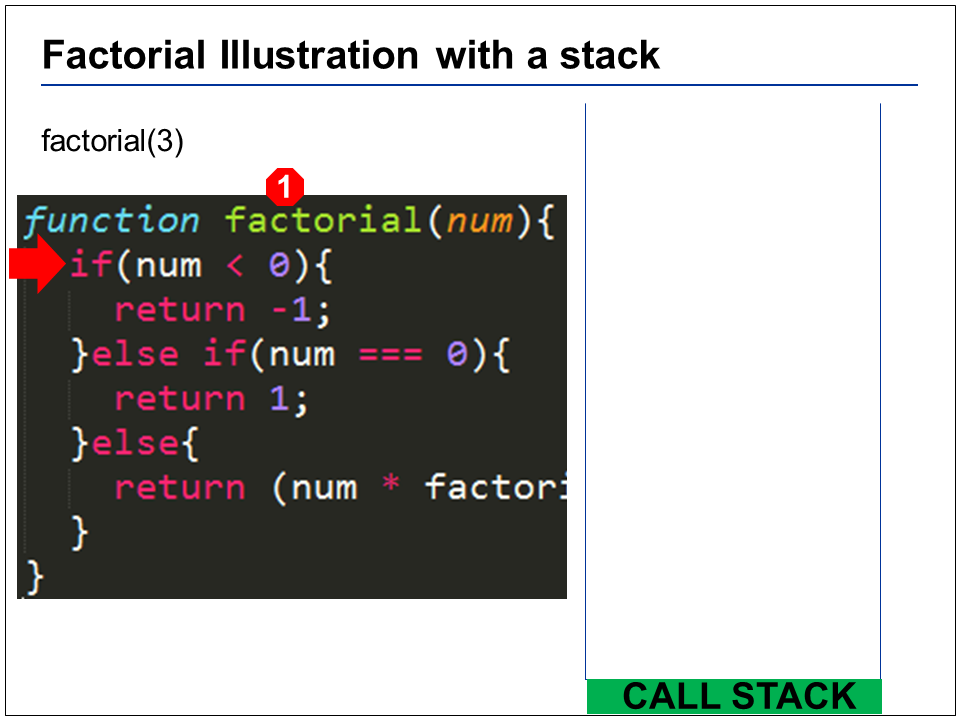 Factorial Illustration with a stack
factorial(3)
1
function factorial(num){
if(num < 0){
return -1;
}else if(num === 0){
return 1;
}else{
return (num * factori
}
}
CALL STACK